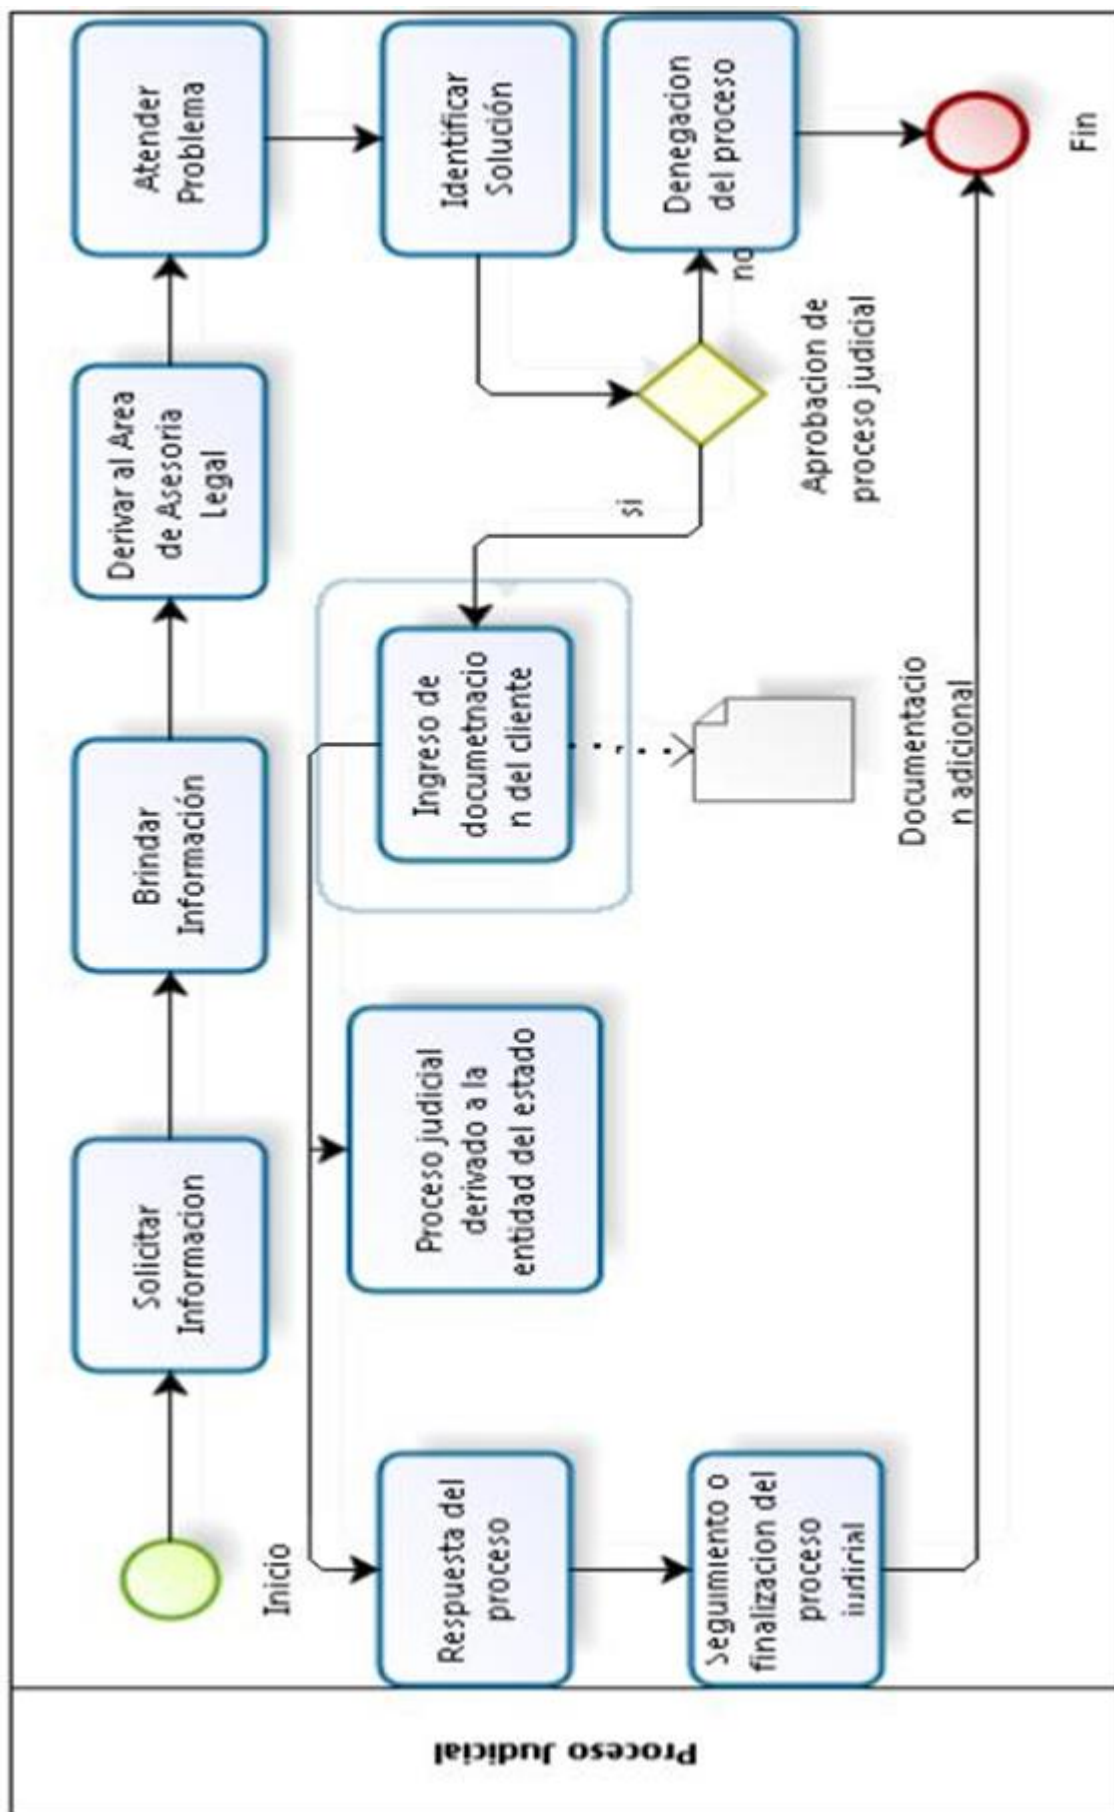 Proceso Judicial
Inicio
Solicitar
Informacion
Brindar
Información
Derivar al Area
de Asesoria
Legal
Atender
Problema
Identificar
Solución
Aprobacion de
proceso judicial
no
Denegacion
del proceso
si
Ingreso de
documetnacio
n del cliente
Documentacio
n adicional
Proceso judicial
derivado a la
entidad del estado
Respuesta del
proceso
Seguimiento o
finalizacion del
proceso
judicial
Fin